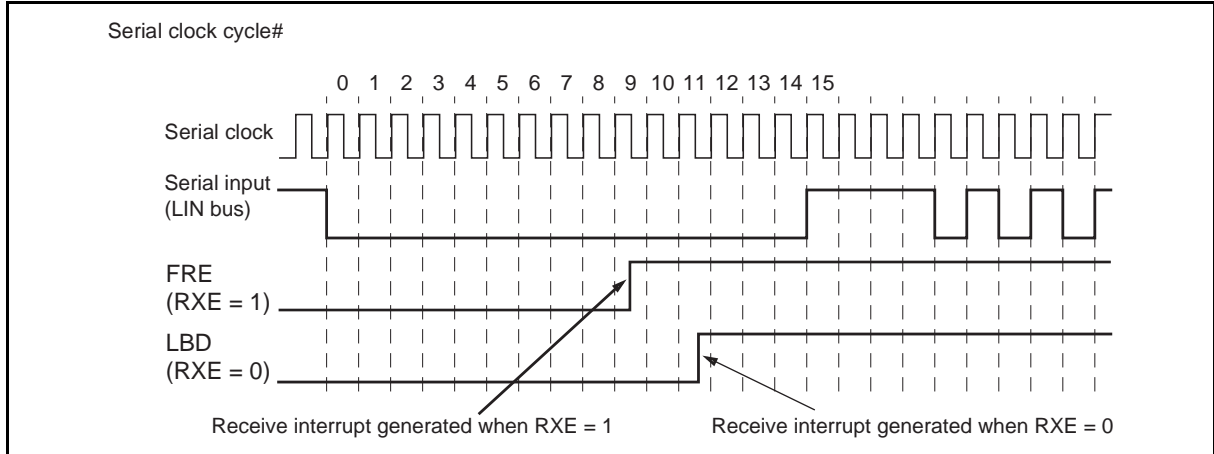 Serial clock cycle#
0 1 2 3 4 5 6 7 8 9 10 11 12 13 14 15
Serial clock
Serial input
(LIN bus)
FRE
(RXE = 1)
LBD
(RXE = 0)
Receive interrupt generated when RXE = 1
Receive interrupt generated when RXE = 0